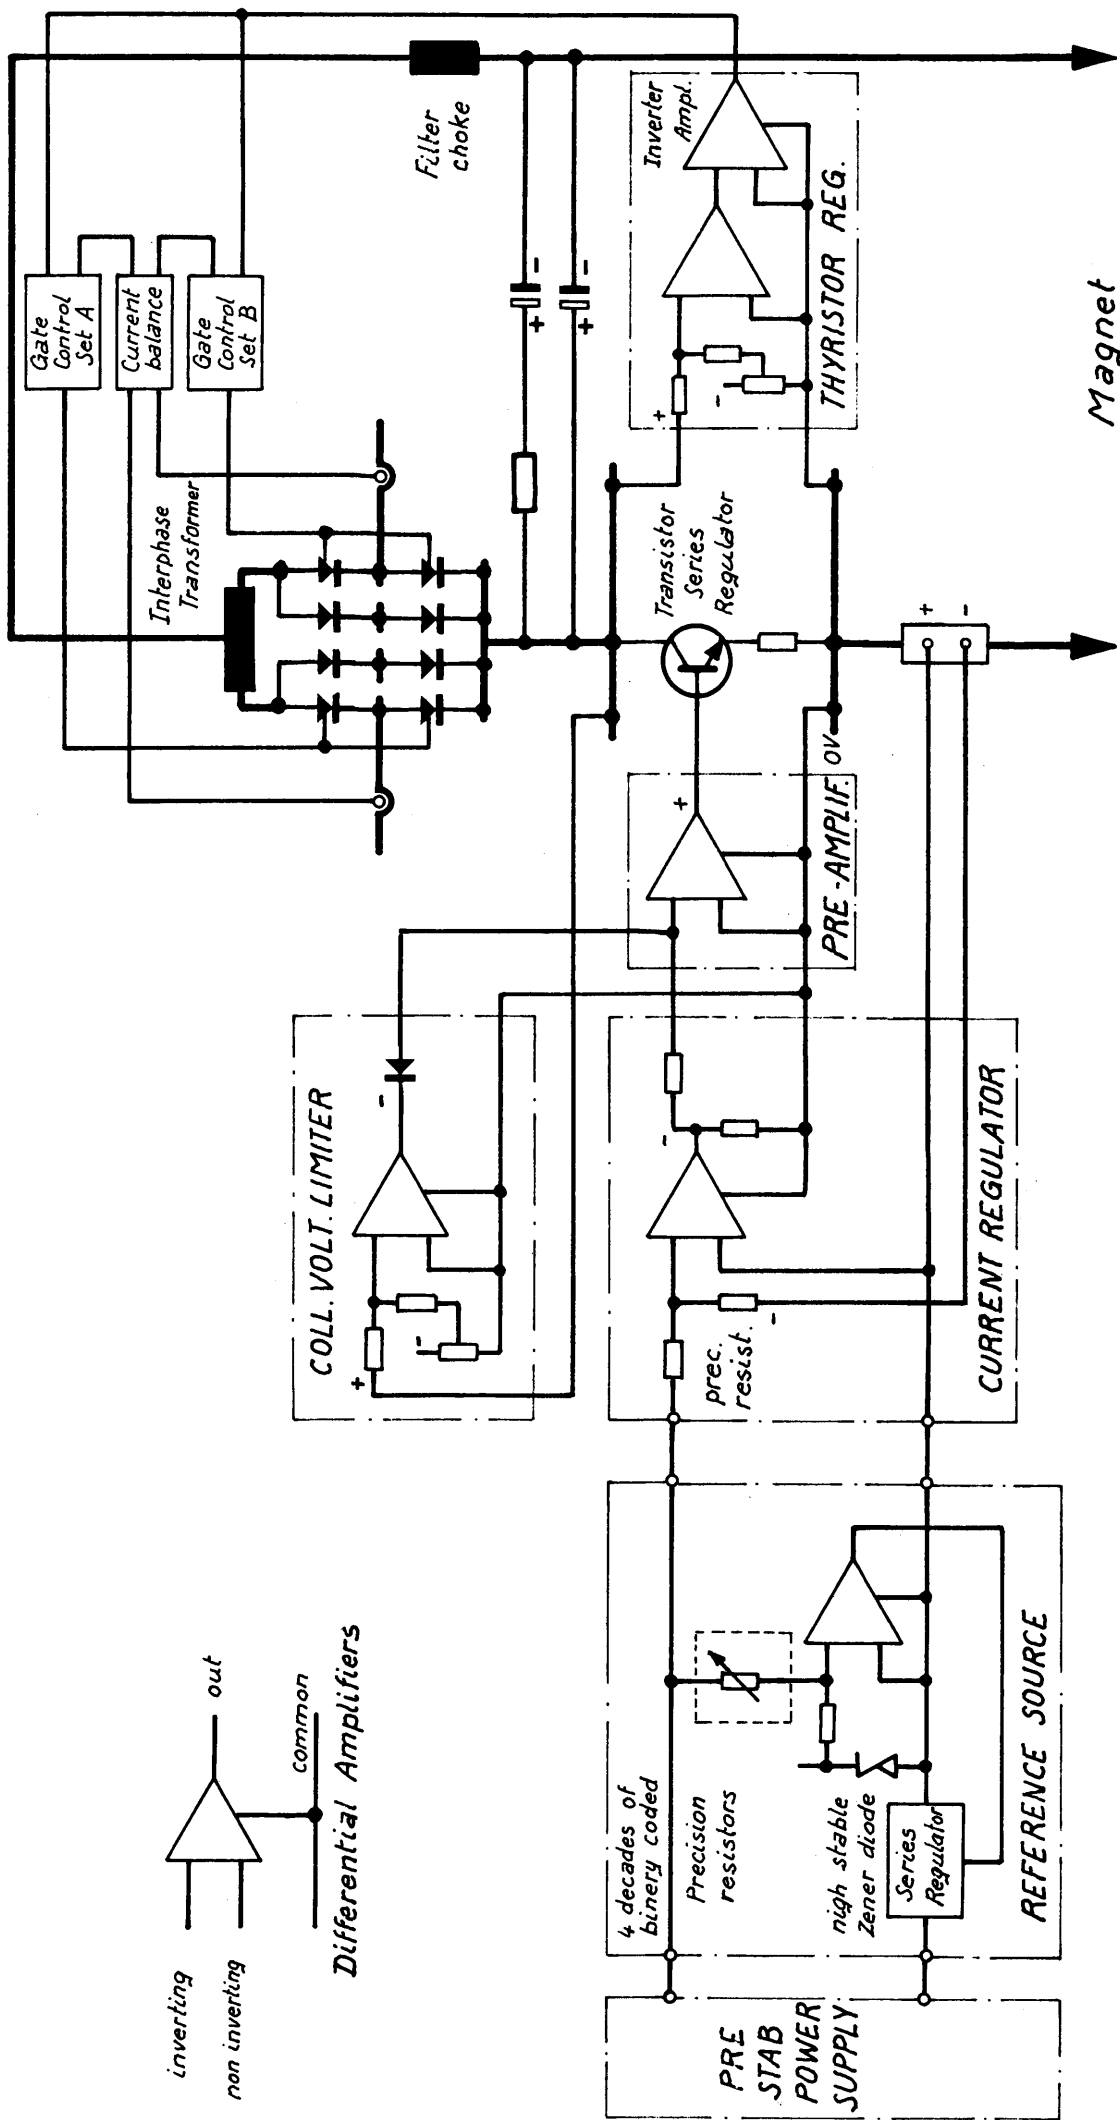 inverting
non inverting
out
common
Differential Amplifiers
Gate
Control
Set A
Current
balance
Gate
Control
Set B
Interphase
Transformer
Filter
choke
COLL. VOLT. LIMITER
+
-
-
+
-
+
-
Transistor
Series
Regulator
Inverter
Ampl.
+
-
THYRISTOR REG.
PRE
STAB
POWER
SUPPLY
4 decades of
binery coded
Precision
resistors
nigh stable
Zener diode
Series
Regulator
REFERENCE SOURCE
prec.
resist.
-
-
CURRENT REGULATOR
+
PRE-AMPLIF.
0V
+
-
Magnet